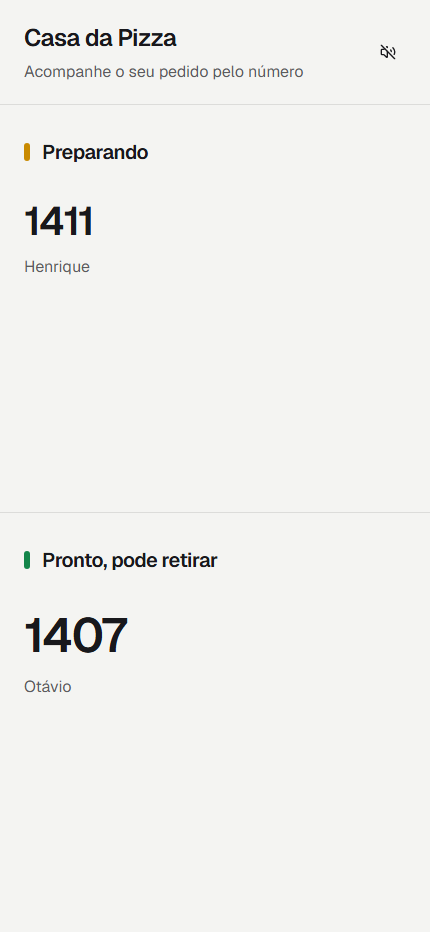 Casa da Pizza
Acompanhe o seu pedido pelo número
Preparando
1411
Henrique
Pronto, pode retirar
1407
Otávio